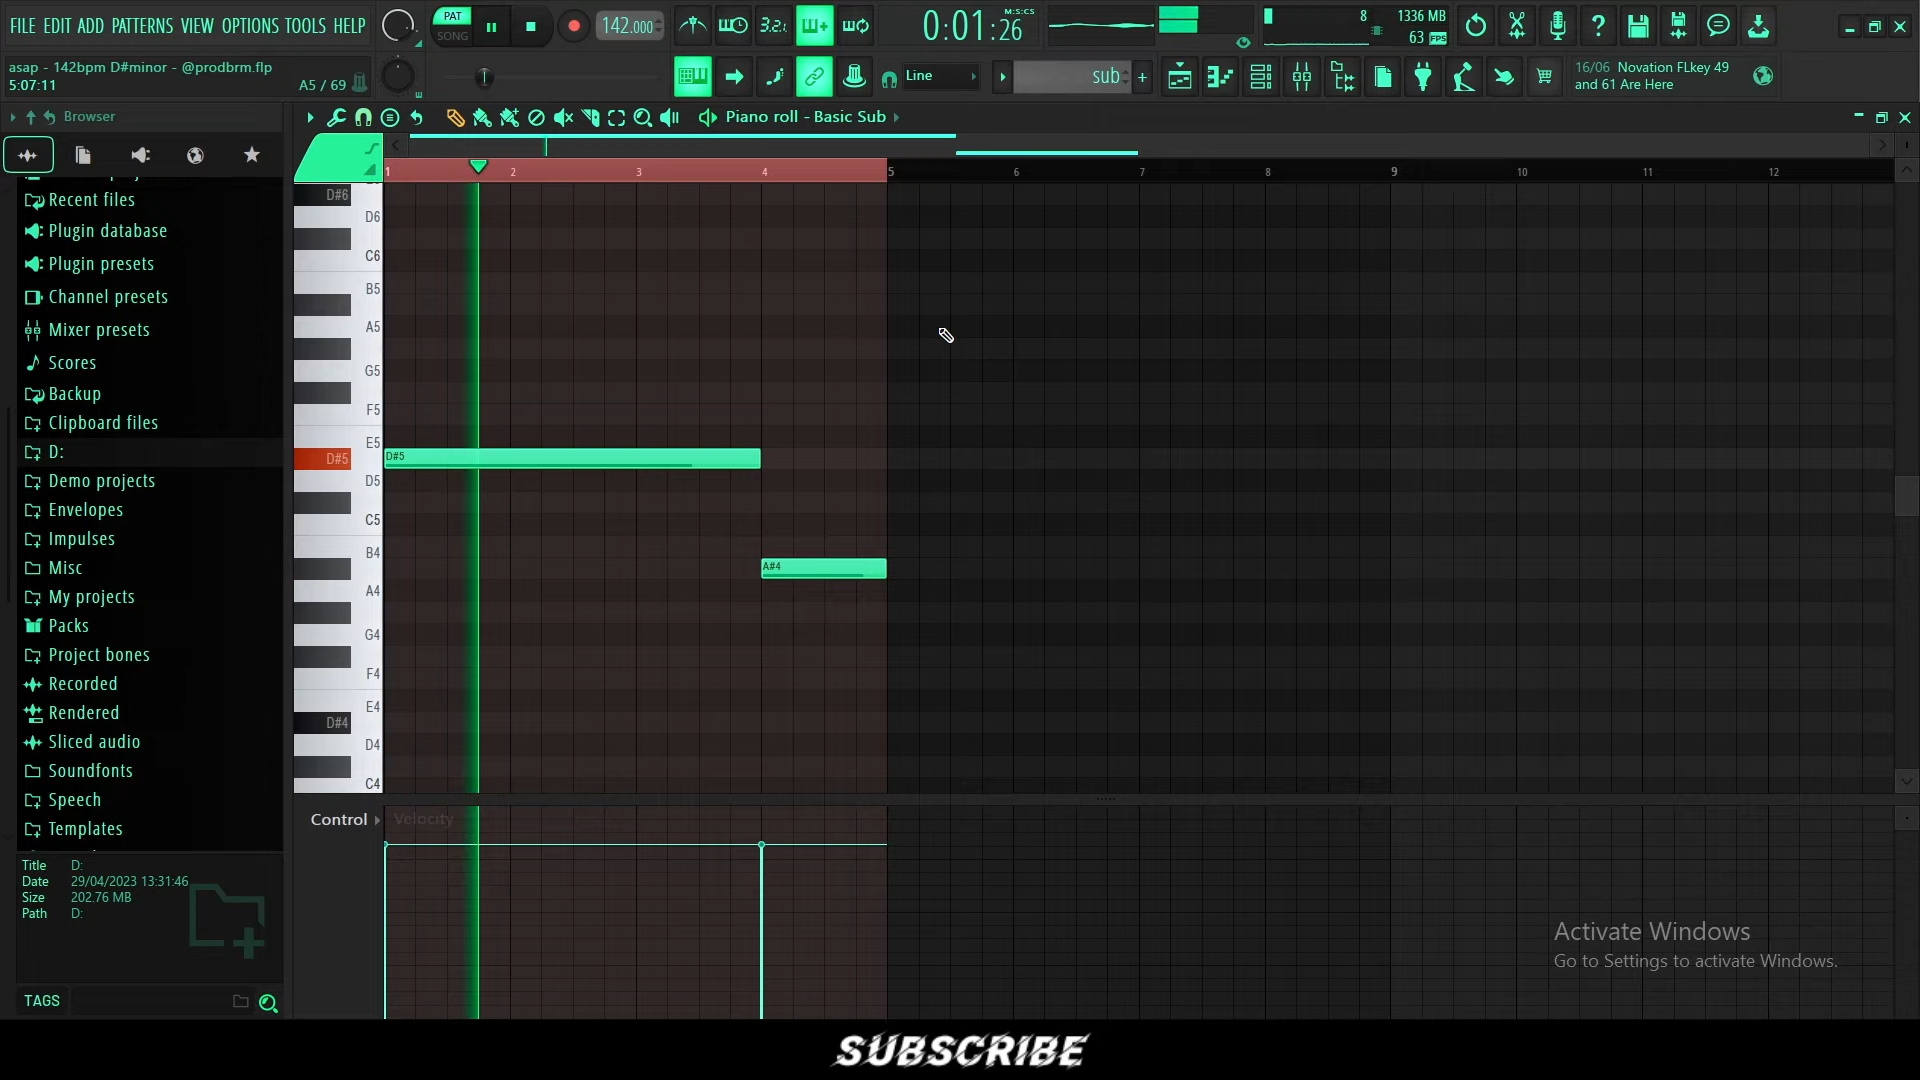 FILE EDIT ADD PATTERNS VIEW OPTIONS TOOLS HELP
PAT
SONG
142.000
3.2.
0:01:26
M:S:CS
8
1336 MB
63 FPS
asap - 142bpm D#minor - @prodbrm.flp
5:07:11
A5 / 69
Line
sub
16/06 Novation FLkey 49
and 61 Are Here
Browser
Piano roll - Basic Sub
Recent files
Plugin database
Plugin presets
Channel presets
Mixer presets
Scores
Backup
Clipboard files
D:
Demo projects
Envelopes
Impulses
Misc
My projects
Packs
Project bones
Recorded
Rendered
Sliced audio
Soundfonts
Speech
Templates
1 2 3 4 5 6 7 8 9 10 11 12
D#6
D6
C6
B5
A5
G5
F5
E5
D#5
D5
C5
B4
A4
G4
F4
E4
D#4
D4
C4
D#5
A#4
Control
Velocity
Title D:
Date 29/04/2023 13:31:46
Size 202.76 MB
Path D:
TAGS
Activate Windows
Go to Settings to activate Windows.
SUBSCRIBE